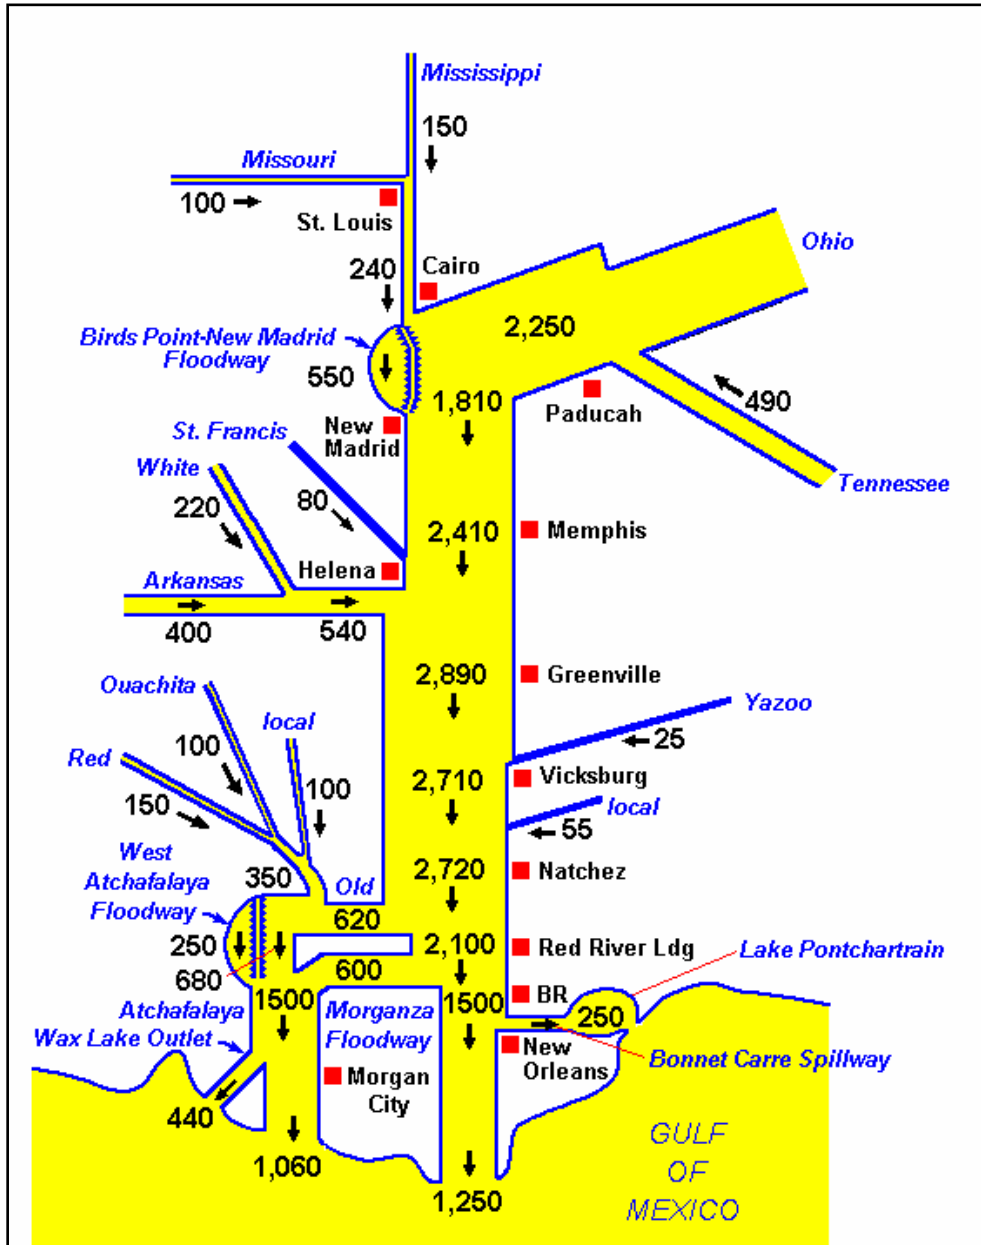 Mississippi
150
Missouri
100
St. Louis
Ohio
240
Cairo
2,250
Birds Point-New Madrid
Floodway
550
1,810
490
Paducah
New
Madrid
St. Francis
White
Tennessee
220
80
2,410
Memphis
Helena
Arkansas
400
540
2,890
Greenville
Ouachita
Yazoo
local
25
Red
100
100
2,710
Vicksburg
150
local
55
West
Atchafalaya
Floodway
350
Old
2,720
Natchez
620
250
2,100
Red River Ldg
Lake Pontchartrain
680
600
1500
1500
BR
Atchafalaya
Wax Lake Outlet
Morganza
Floodway
250
New
Orleans
Bonnet Carre Spillway
Morgan
City
440
1,060
1,250
GULF
OF
MEXICO